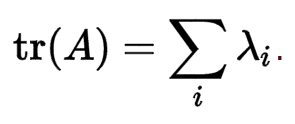 tr(A) = ∑_i λ_i.